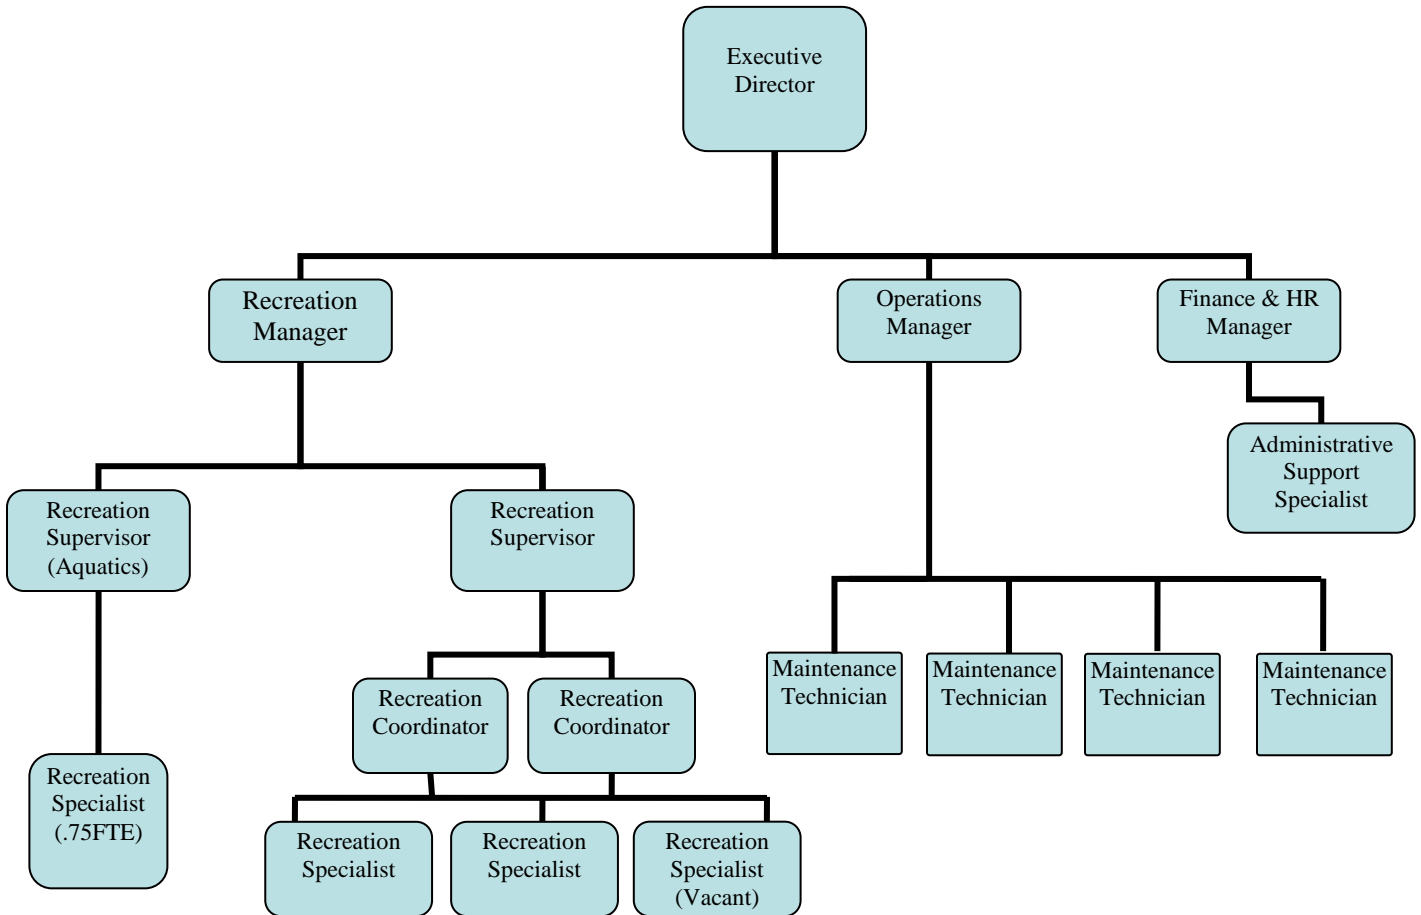 Executive
Director
Recreation
Manager
Operations
Manager
Finance & HR
Manager
Administrative
Support
Specialist
Recreation
Supervisor
(Aquatics)
Recreation
Supervisor
Maintenance
Technician
Maintenance
Technician
Maintenance
Technician
Maintenance
Technician
Recreation
Coordinator
Recreation
Coordinator
Recreation
Specialist
(.75FTE)
Recreation
Specialist
Recreation
Specialist
Recreation
Specialist
(Vacant)